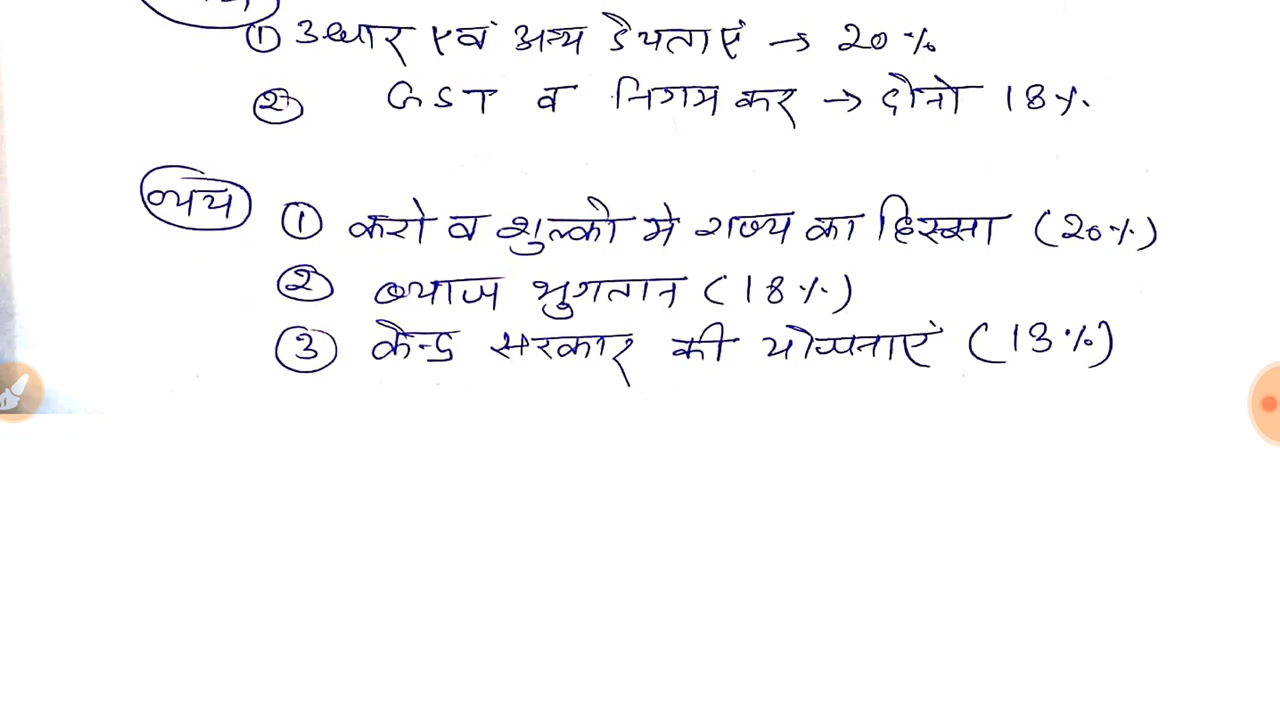 ① उधार एवं अन्य देयताएं → 20 %
② GST व निगम कर → दोनो 18%
व्यय ① करो व शुल्को मे राज्य का हिस्सा (20%)
② ब्याज भुगतान (18%)
③ केन्द्र सरकार की योजनाएं (13%)